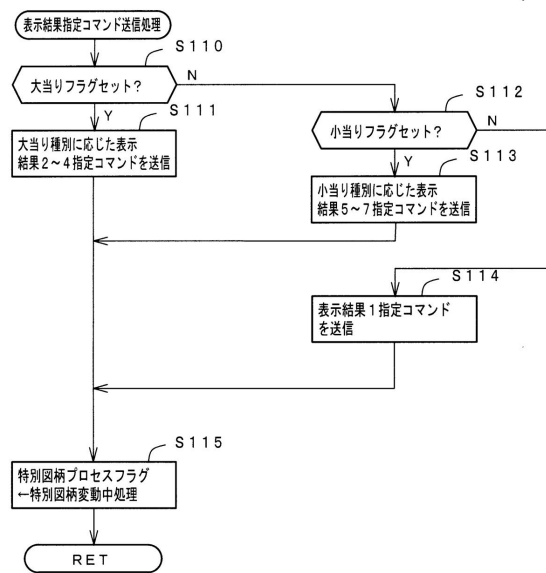 表示結果指定コマンド送信処理
S110
大当りフラグセット?
N
Y
S111
大当り種別に応じた表示
結果2~4指定コマンドを送信
S112
小当りフラグセット?
N
Y
S113
小当り種別に応じた表示
結果5~7指定コマンドを送信
S114
表示結果1指定コマンド
を送信
S115
特別図柄プロセスフラグ
←特別図柄変動中処理
RET